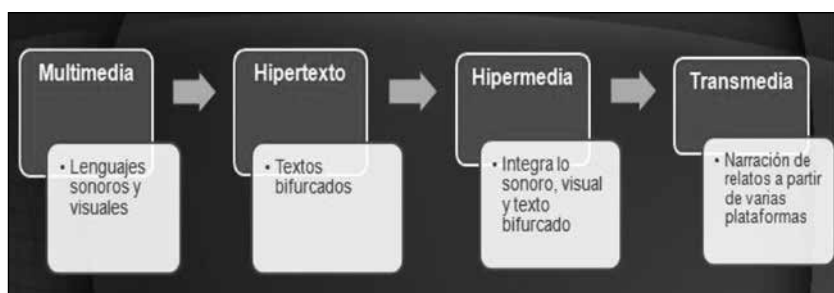 Multimedia
• Lenguajes
sonoros y
visuales
Hipertexto
• Textos
bifurcados
Hipermedia
• Integra lo
sonoro, visual
y texto
bifurcado
Transmedia
• Narración de
relatos a partir
de varias
plataformas